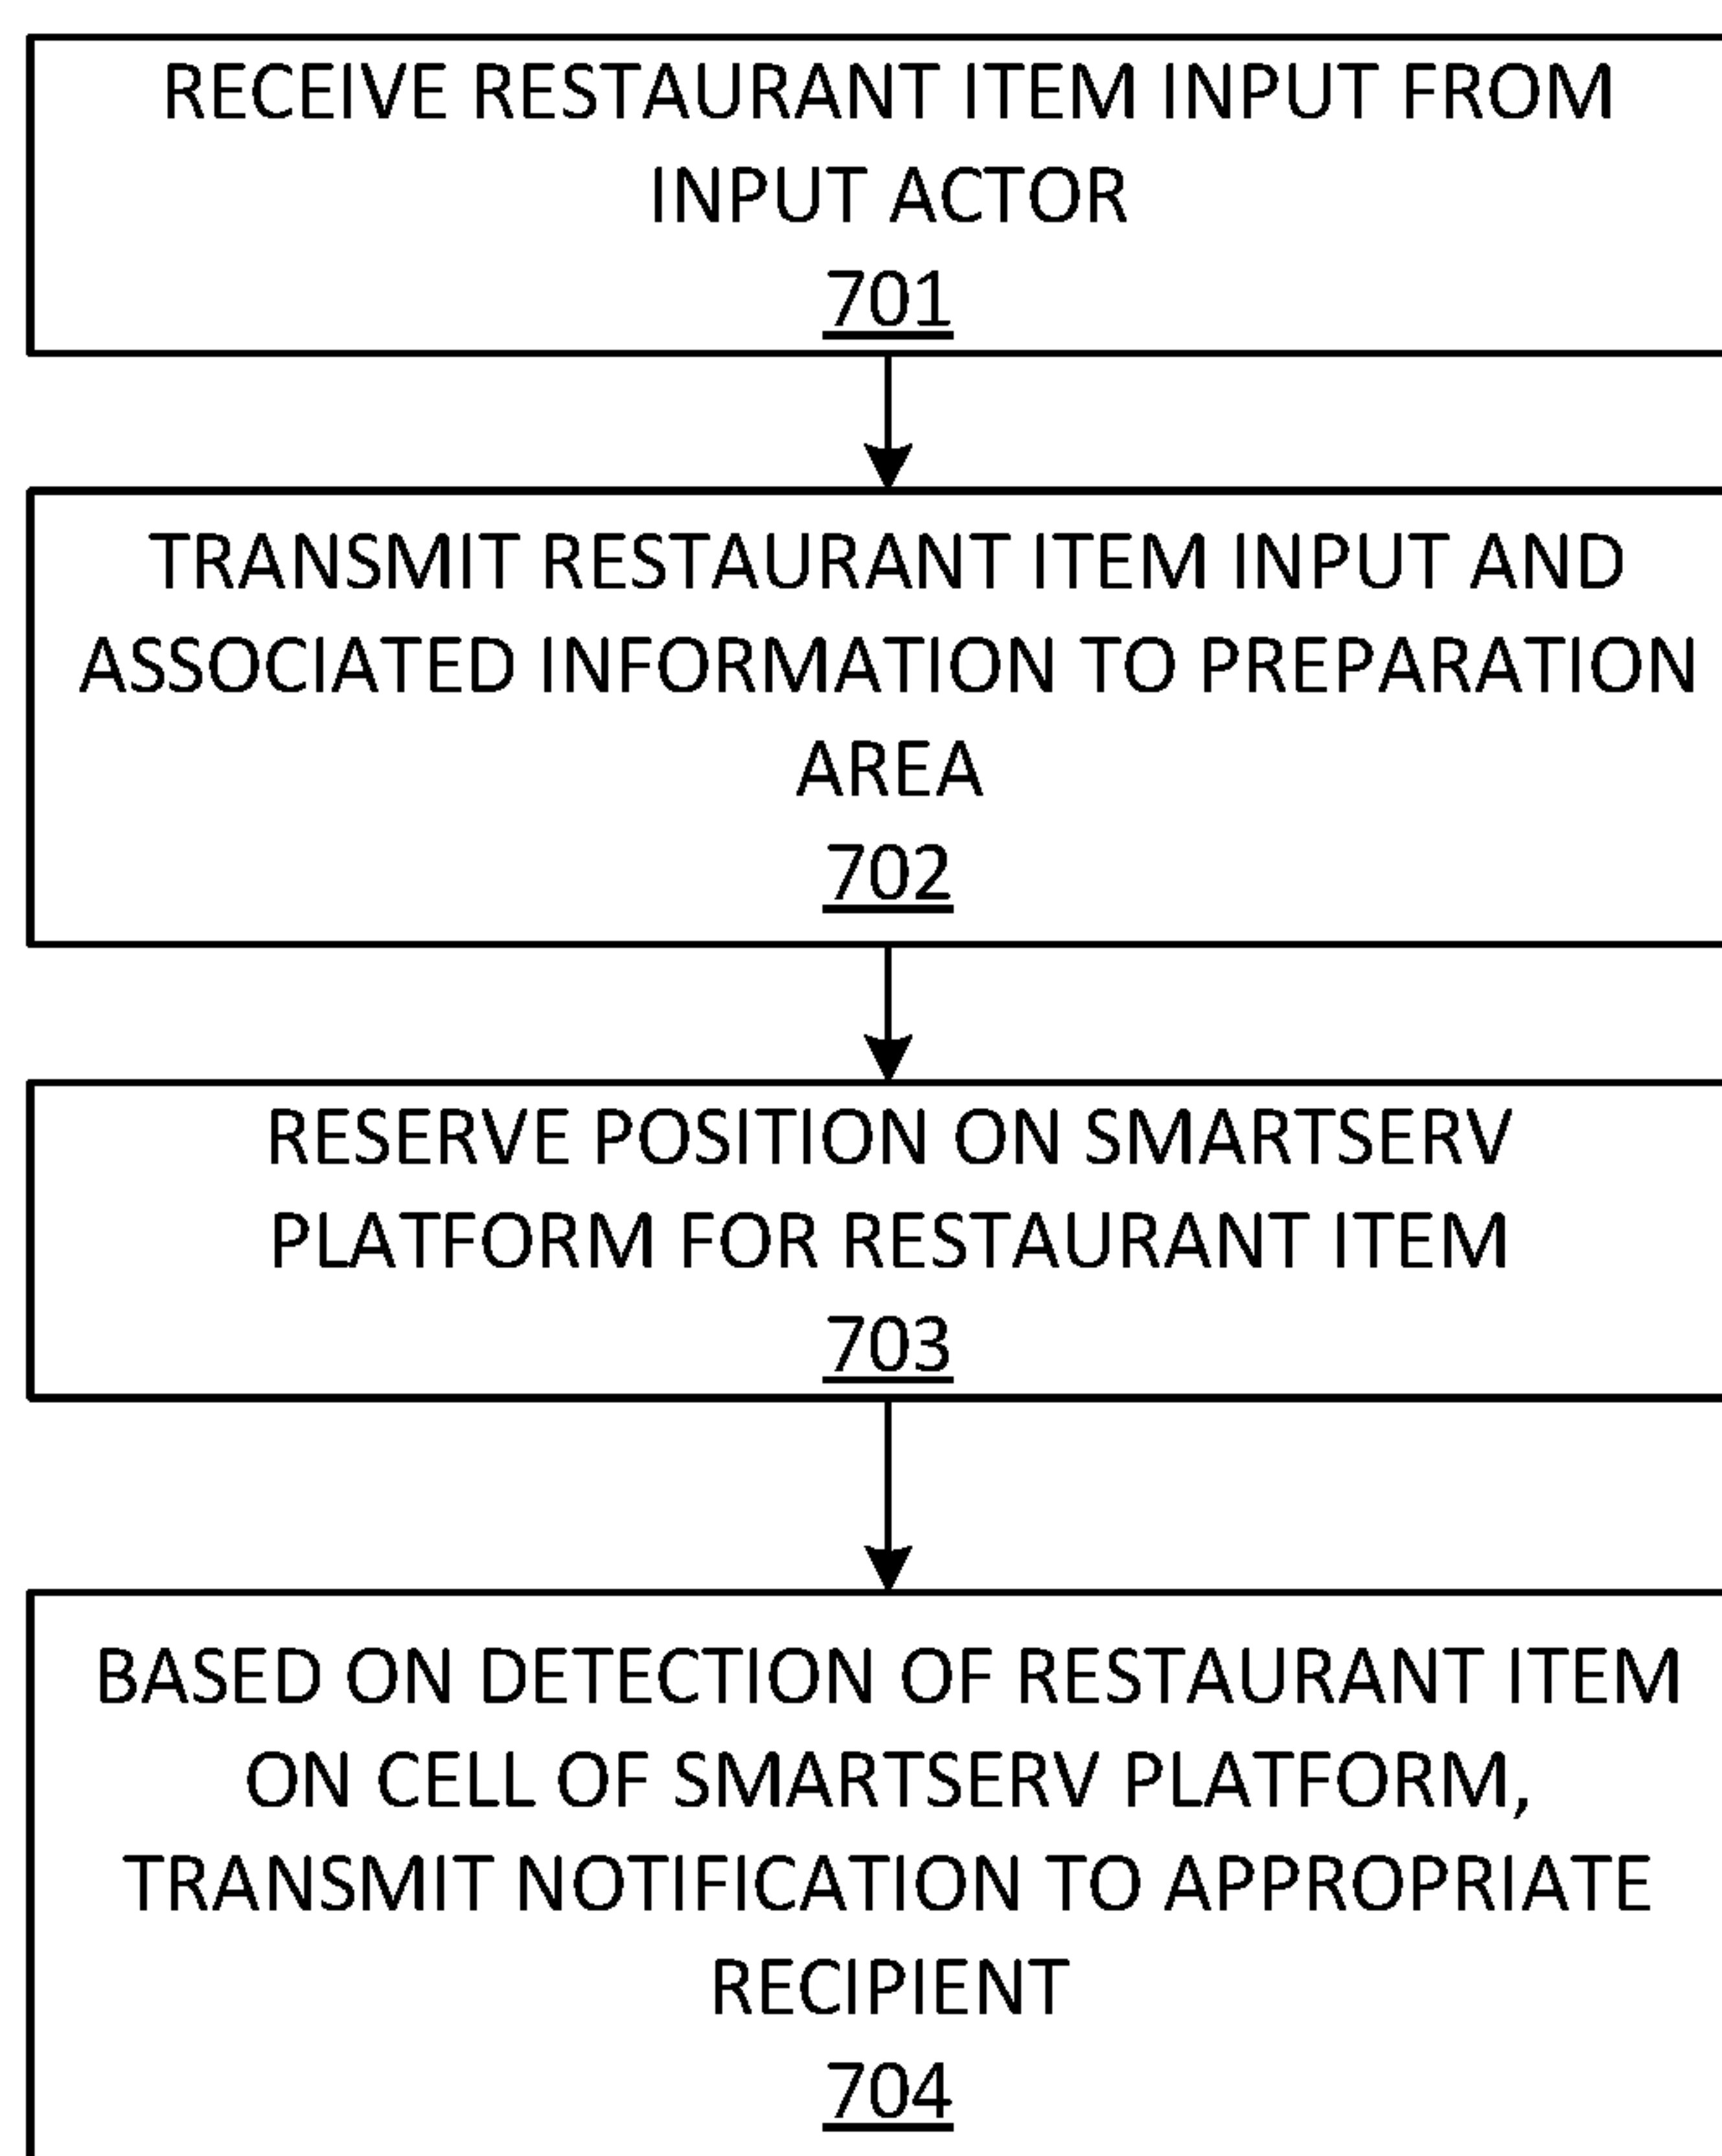 RECEIVE RESTAURANT ITEM INPUT FROM
INPUT ACTOR
701
TRANSMIT RESTAURANT ITEM INPUT AND
ASSOCIATED INFORMATION TO PREPARATION
AREA
702
RESERVE POSITION ON SMARTSERV
PLATFORM FOR RESTAURANT ITEM
703
BASED ON DETECTION OF RESTAURANT ITEM
ON CELL OF SMARTSERV PLATFORM,
TRANSMIT NOTIFICATION TO APPROPRIATE
RECIPIENT
704